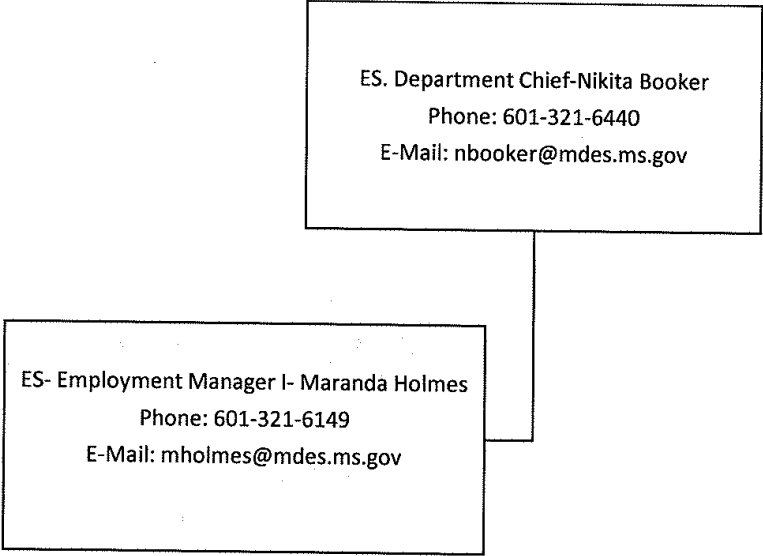 ES. Department Chief-Nikita Booker
Phone: 601-321-6440
E-Mail: nbooker@mdes.ms.gov
ES- Employment Manager I- Maranda Holmes
Phone: 601-321-6149
E-Mail: mholmes@mdes.ms.gov